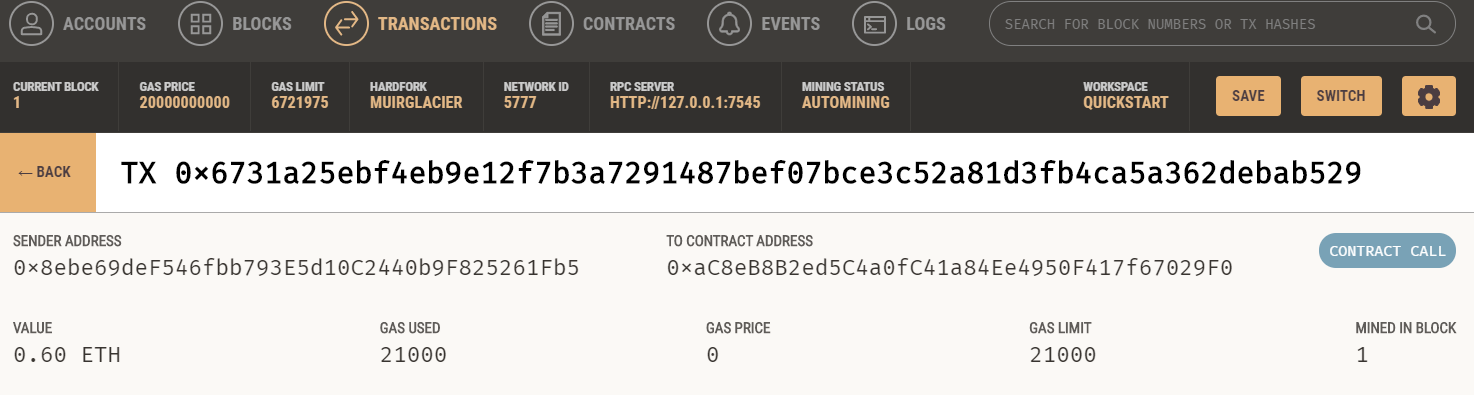 ACCOUNTS BLOCKS TRANSACTIONS CONTRACTS EVENTS LOGS SEARCH FOR BLOCK NUMBERS OR TX HASHES
CURRENT BLOCK GAS PRICE GAS LIMIT HARDFORK NETWORK ID RPC SERVER MINING STATUS WORKSPACE
1 20000000000 6721975 MUIRGLACIER 5777 HTTP://127.0.0.1:7545 AUTOMINING QUICKSTART SAVE SWITCH
← BACK TX 0×6731a25ebf4eb9e12f7b3a7291487bef07bce3c52a81d3fb4ca5a362debab529
SENDER ADDRESS TO CONTRACT ADDRESS
0×8ebe69deF546fbb793E5d10C2440b9F825261Fb5 0×aC8eB8B2ed5C4a0fC41a84Ee4950F417f67029F0 CONTRACT CALL
VALUE GAS USED GAS PRICE GAS LIMIT MINED IN BLOCK
0.60 ETH 21000 0 21000 1